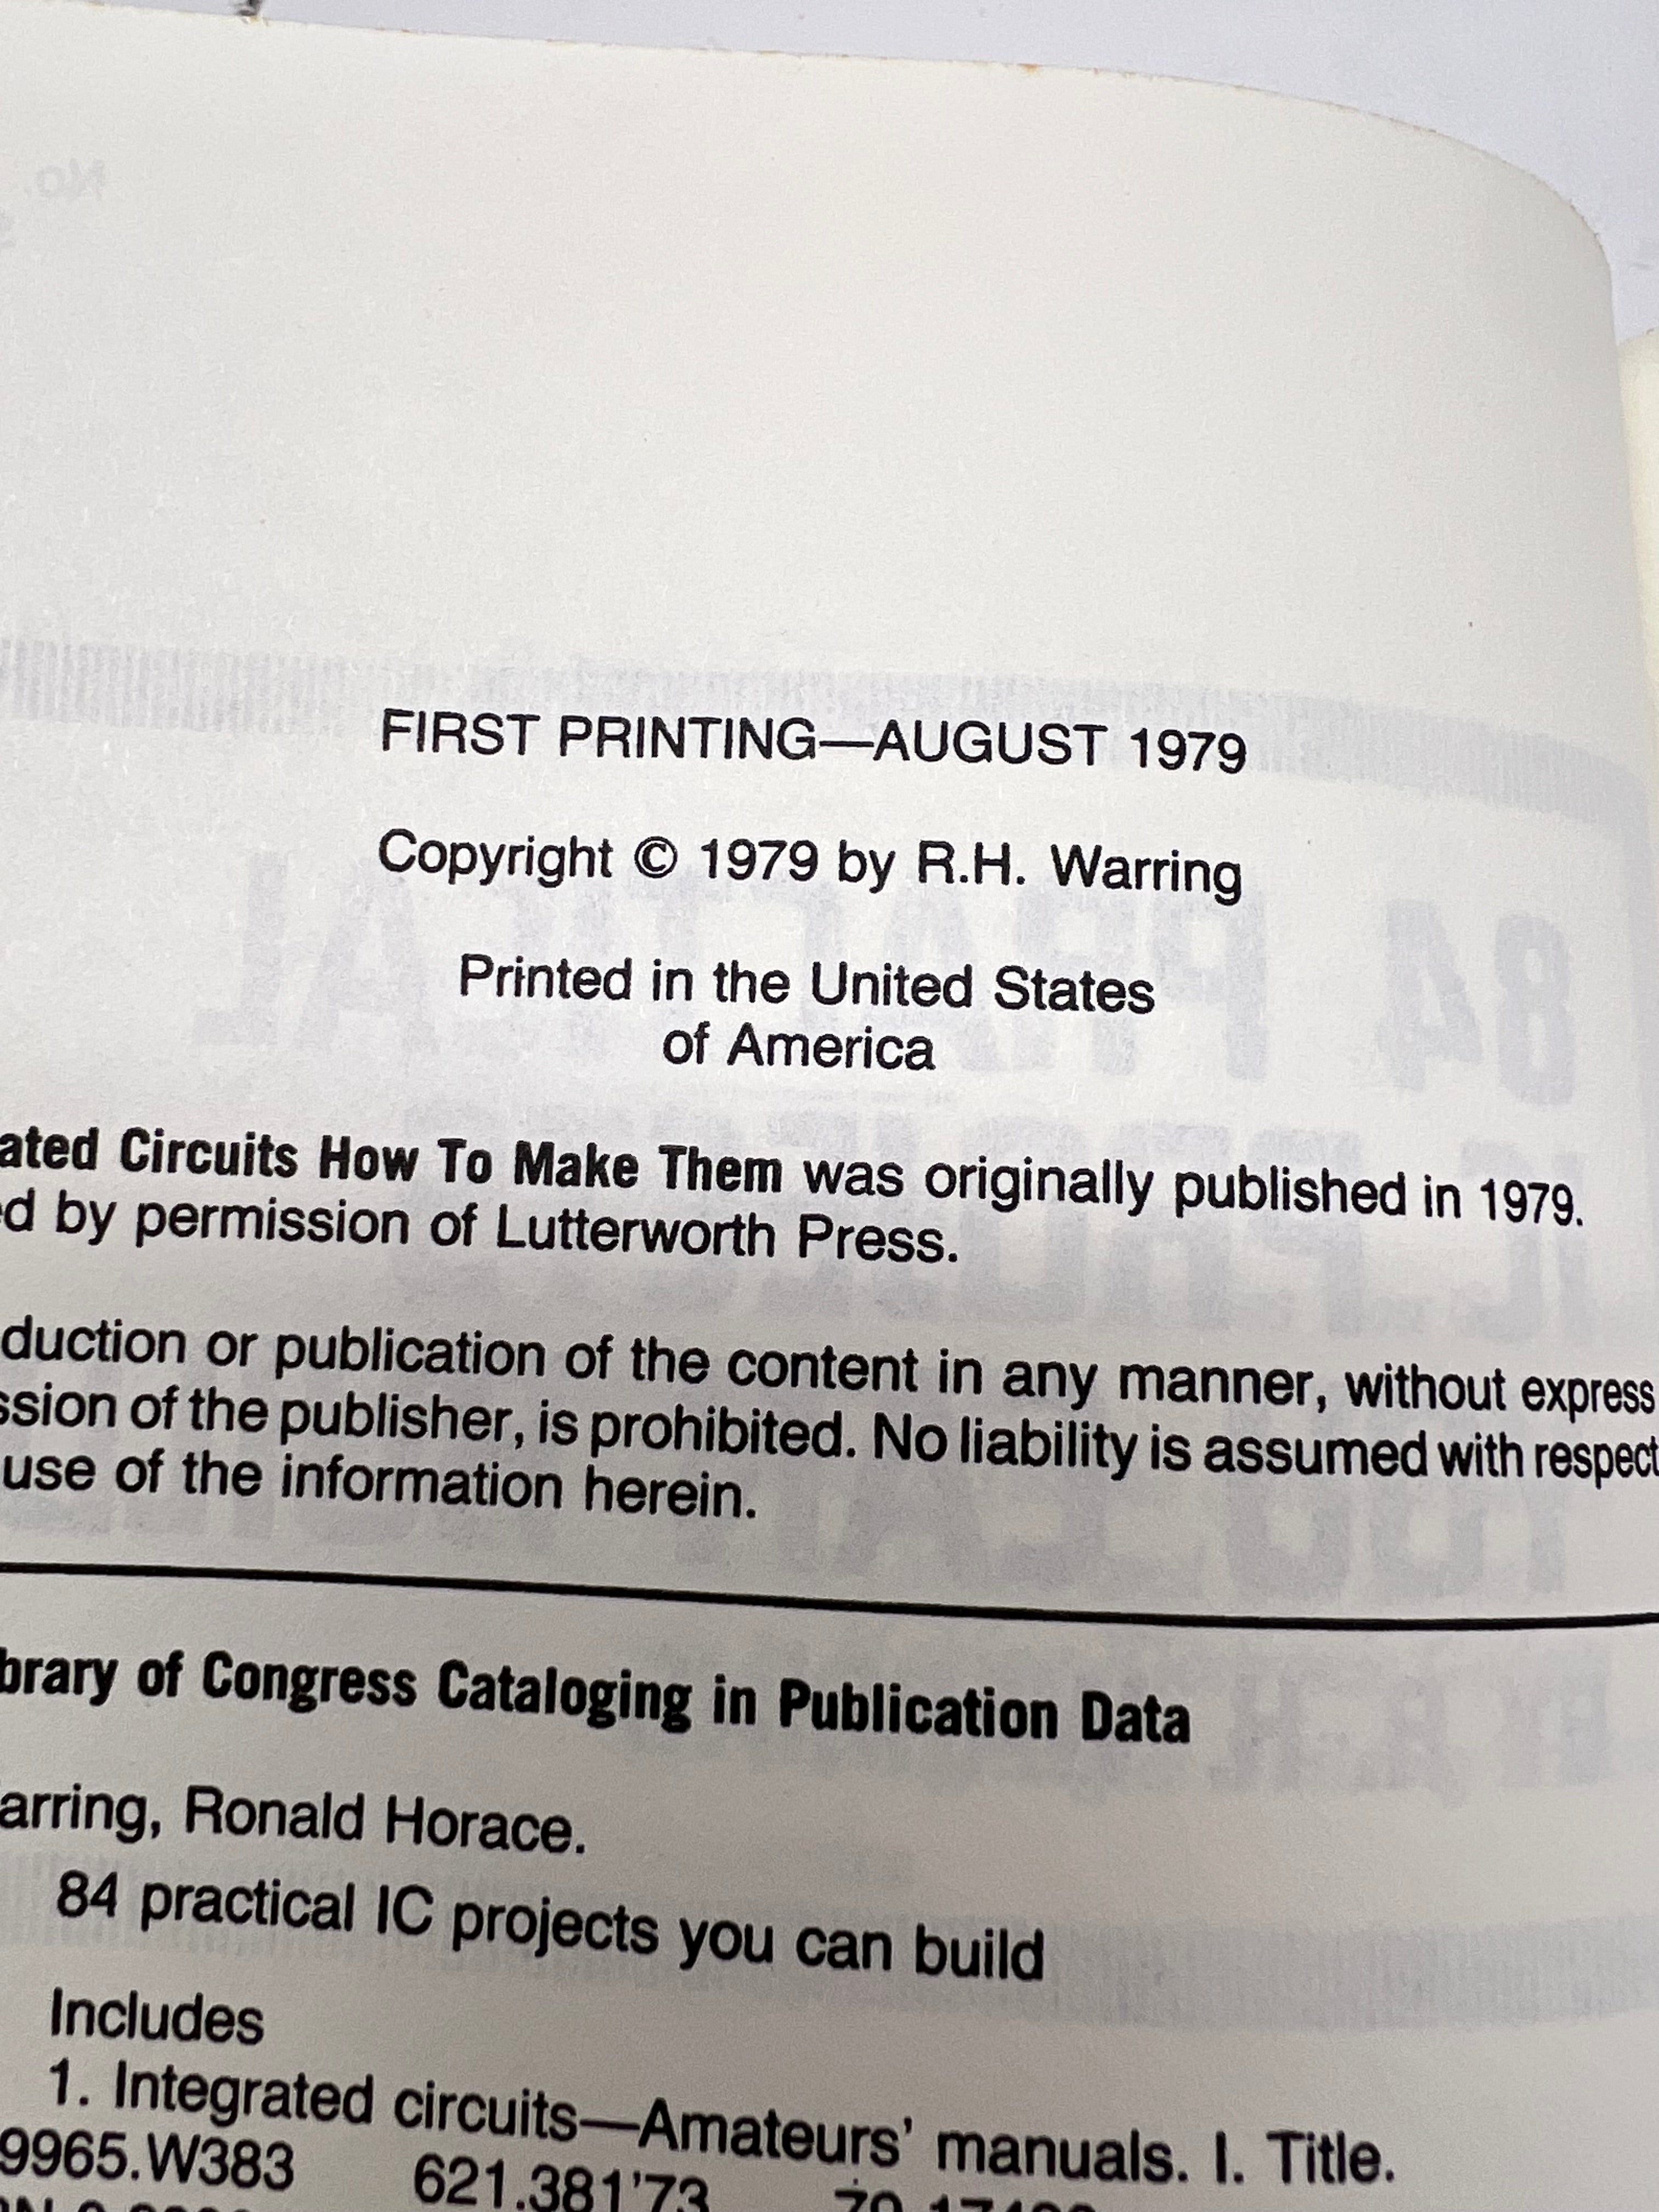 FIRST PRINTING—AUGUST 1979
Copyright © 1979 by R.H. Warring
Printed in the United States
of America
ated Circuits How To Make Them was originally published in 1979.
ed by permission of Lutterworth Press.
duction or publication of the content in any manner, without express
ssion of the publisher, is prohibited. No liability is assumed with respect
use of the information herein.
brary of Congress Cataloging in Publication Data
arring, Ronald Horace.
84 practical IC projects you can build
Includes
1. Integrated circuits—Amateurs' manuals. I. Title.
9965.W383 621.381'73